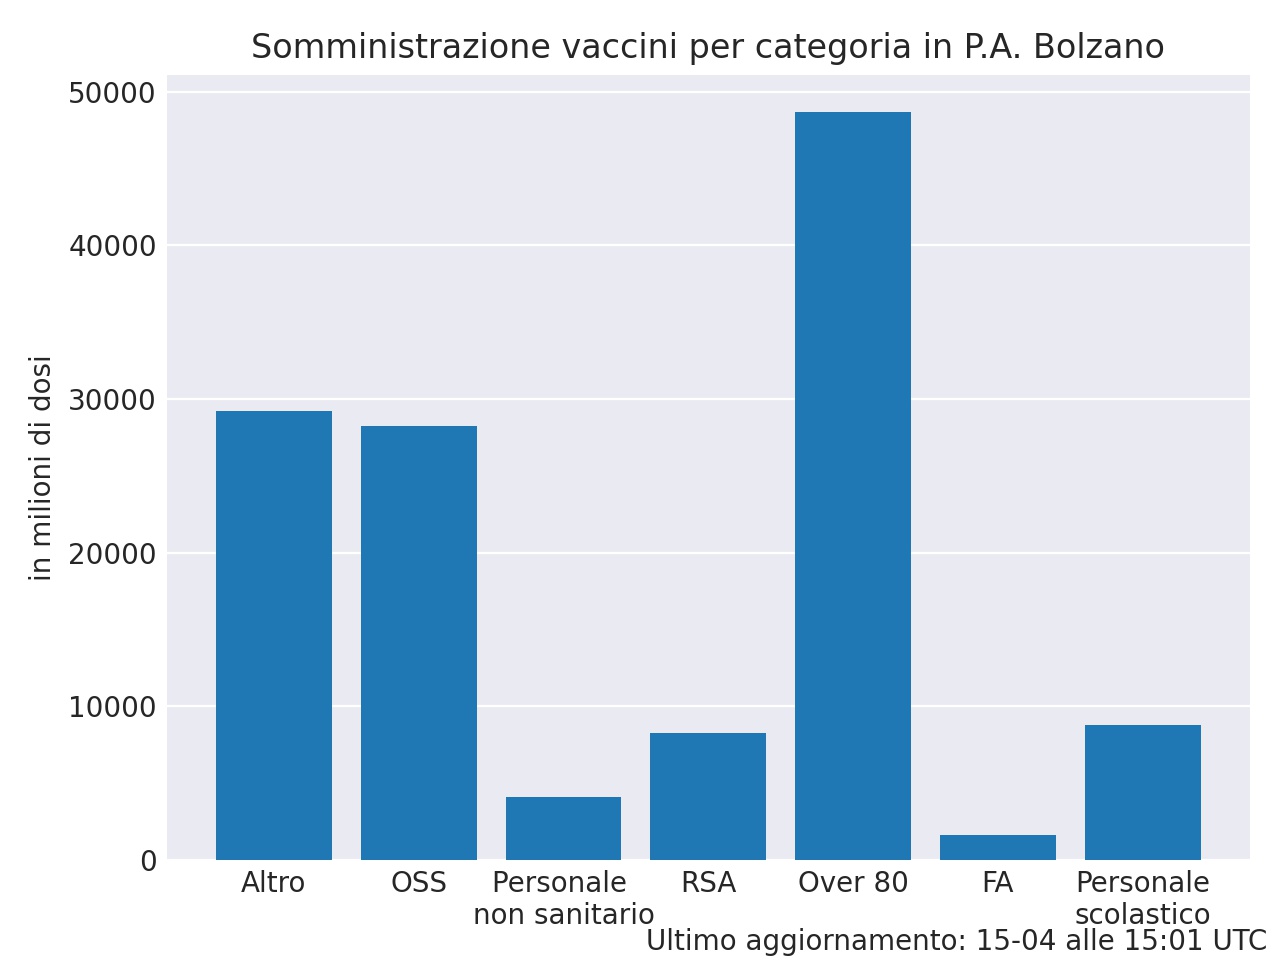 Somministrazione vaccini per categoria in P.A. Bolzano
in milioni di dosi
50000
40000
30000
20000
10000
0
Altro
OSS
Personale
non sanitario
RSA
Over 80
FA
Personale
scolastico
Ultimo aggiornamento: 15-04 alle 15:01 UTC